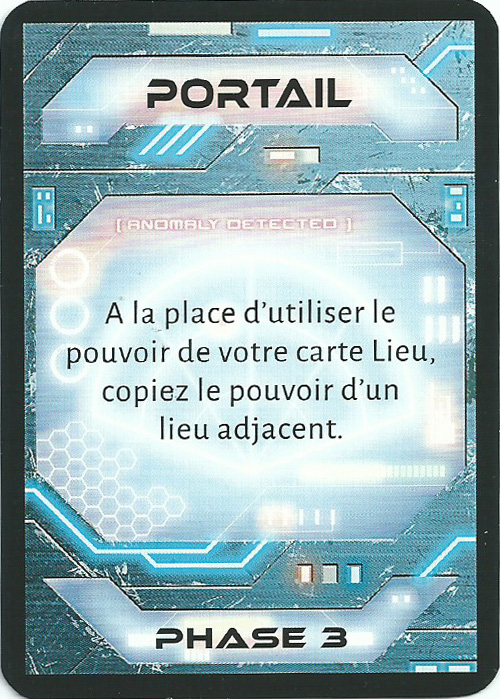 PORTAIL
[ANOMALY DETECTED]
A la place d'utiliser le
pouvoir de votre carte Lieu,
copiez le pouvoir d'un
lieu adjacent.
PHASE 3